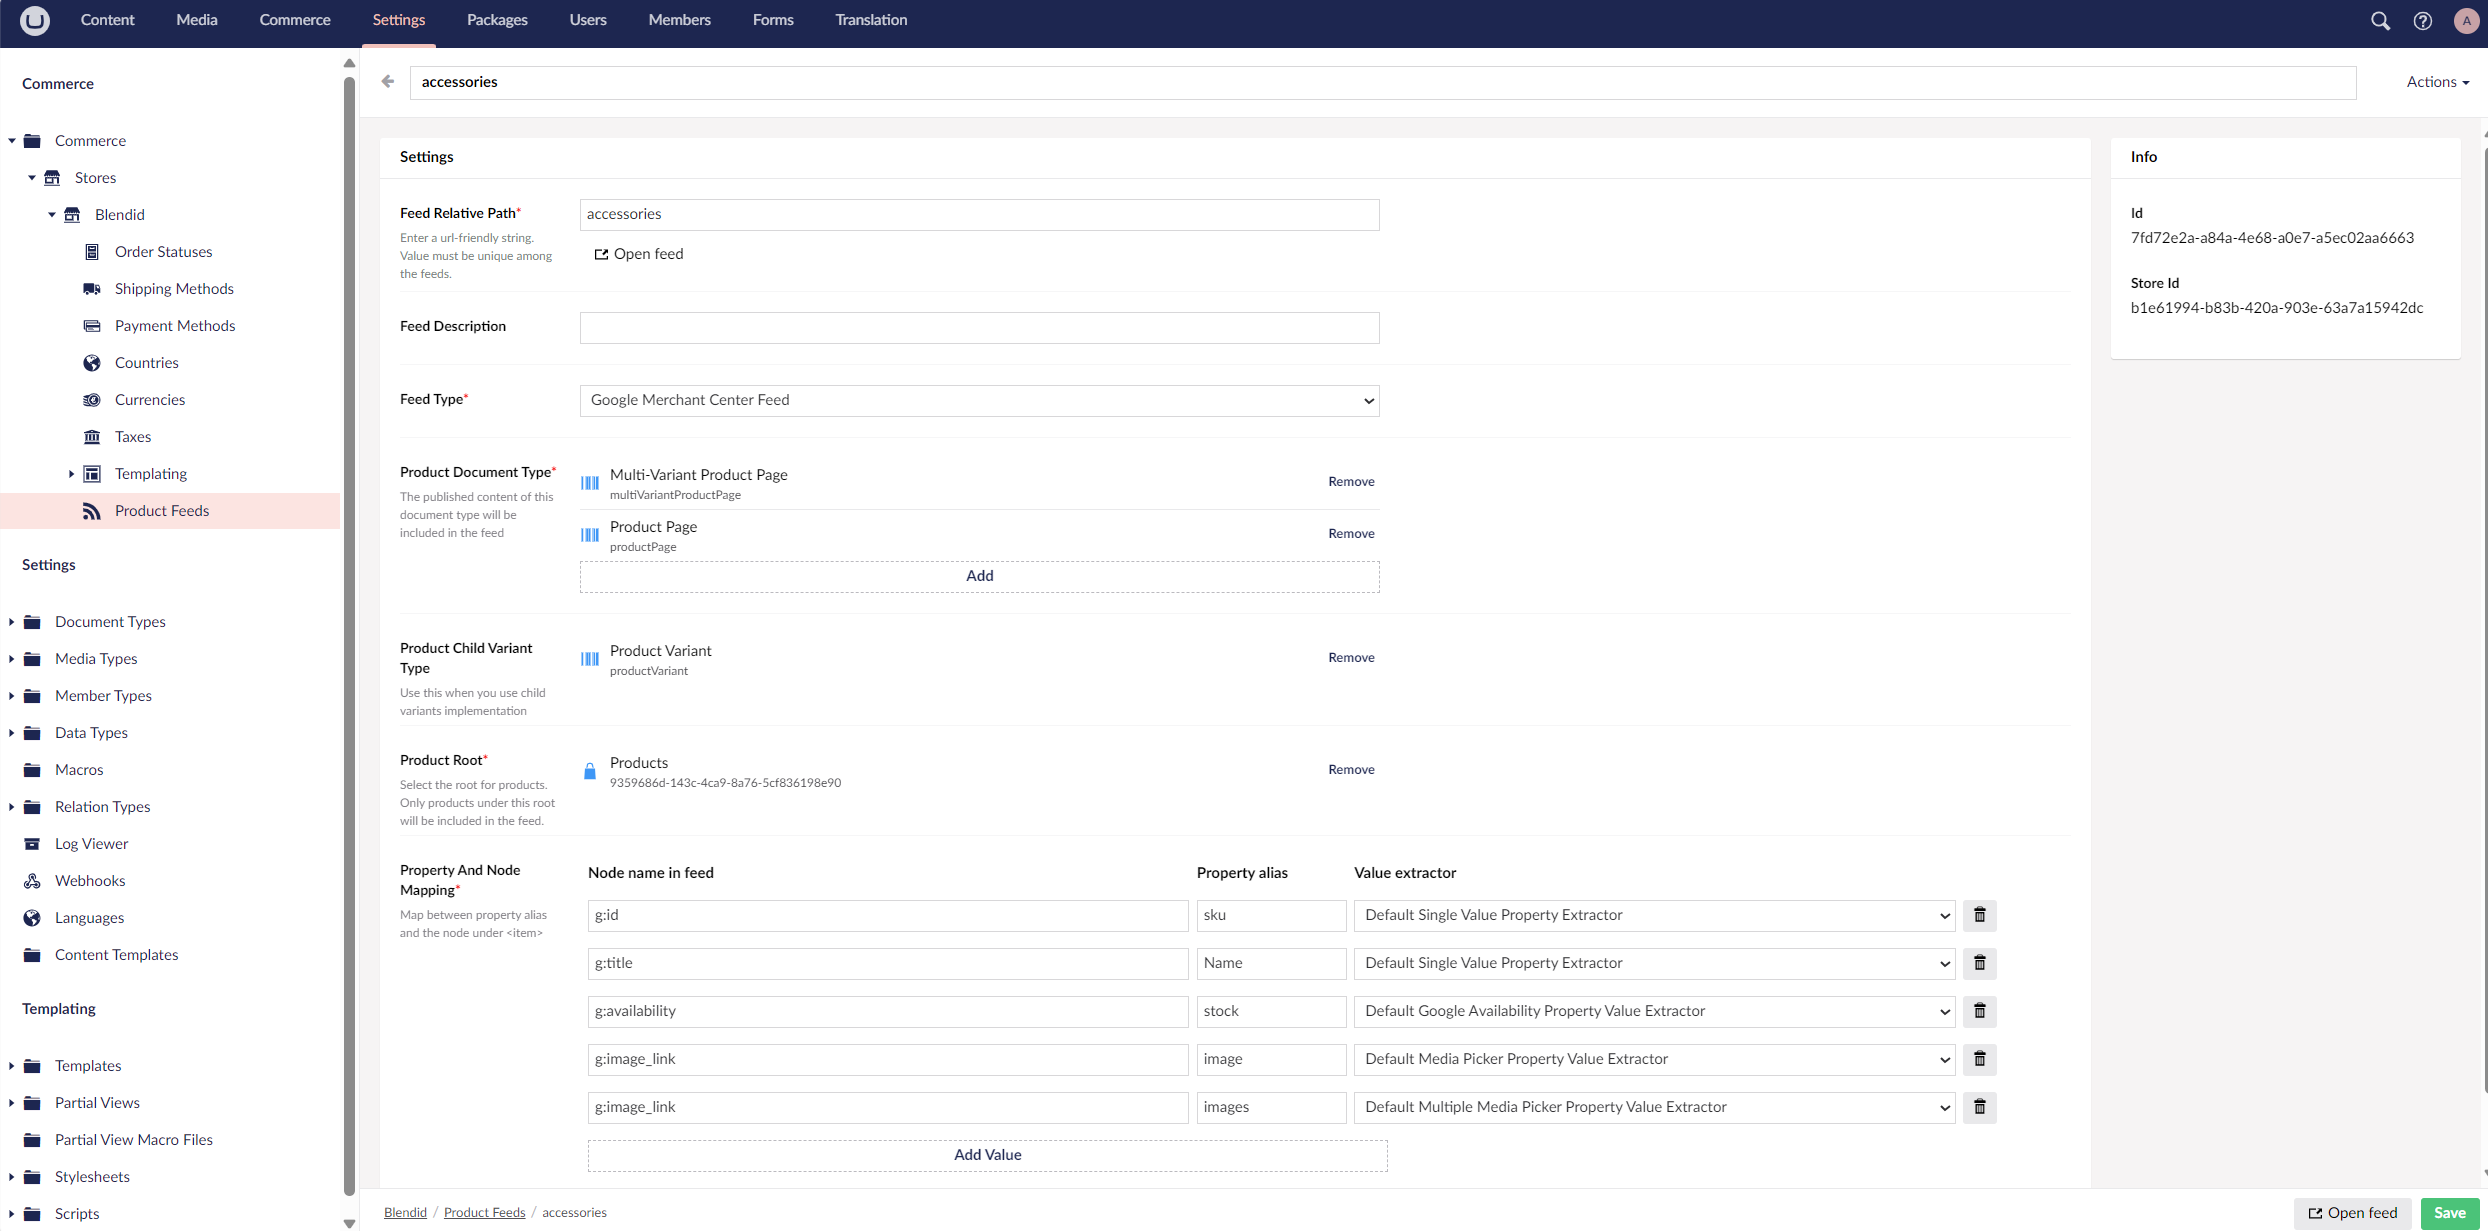 Content Media Commerce Settings Packages Users Members Forms Translation A
Commerce
Commerce
Stores
Blendid
Order Statuses
Shipping Methods
Payment Methods
Countries
Currencies
Taxes
Templating
Product Feeds
Settings
Document Types
Media Types
Member Types
Data Types
Macros
Relation Types
Log Viewer
Webhooks
Languages
Content Templates
Templating
Templates
Partial Views
Partial View Macro Files
Stylesheets
Scripts
accessories
Actions
Settings
Feed Relative Path*
Enter a url-friendly string.
Value must be unique among
the feeds.
accessories
Open feed
Feed Description
Feed Type*
Google Merchant Center Feed
Product Document Type*
The published content of this
document type will be
included in the feed
Multi-Variant Product Page
multiVariantProductPage
Remove
Product Page
productPage
Remove
Add
Product Child Variant
Type
Use this when you use child
variants implementation
Product Variant
productVariant
Remove
Product Root*
Select the root for products.
Only products under this root
will be included in the feed.
Products
9359686d-143c-4ca9-8a76-5cf836198e90
Remove
Property And Node
Mapping*
Map between property alias
and the node under <item>
Node name in feed Property alias Value extractor
g:id sku Default Single Value Property Extractor
g:title Name Default Single Value Property Extractor
g:availability stock Default Google Availability Property Value Extractor
g:image_link image Default Media Picker Property Value Extractor
g:image_link images Default Multiple Media Picker Property Value Extractor
Add Value
Info
Id
7fd72e2a-a84a-4e68-a0e7-a5ec02aa6663
Store Id
b1e61994-b83b-420a-903e-63a7a15942dc
Blendid / Product Feeds / accessories
Open feed
Save